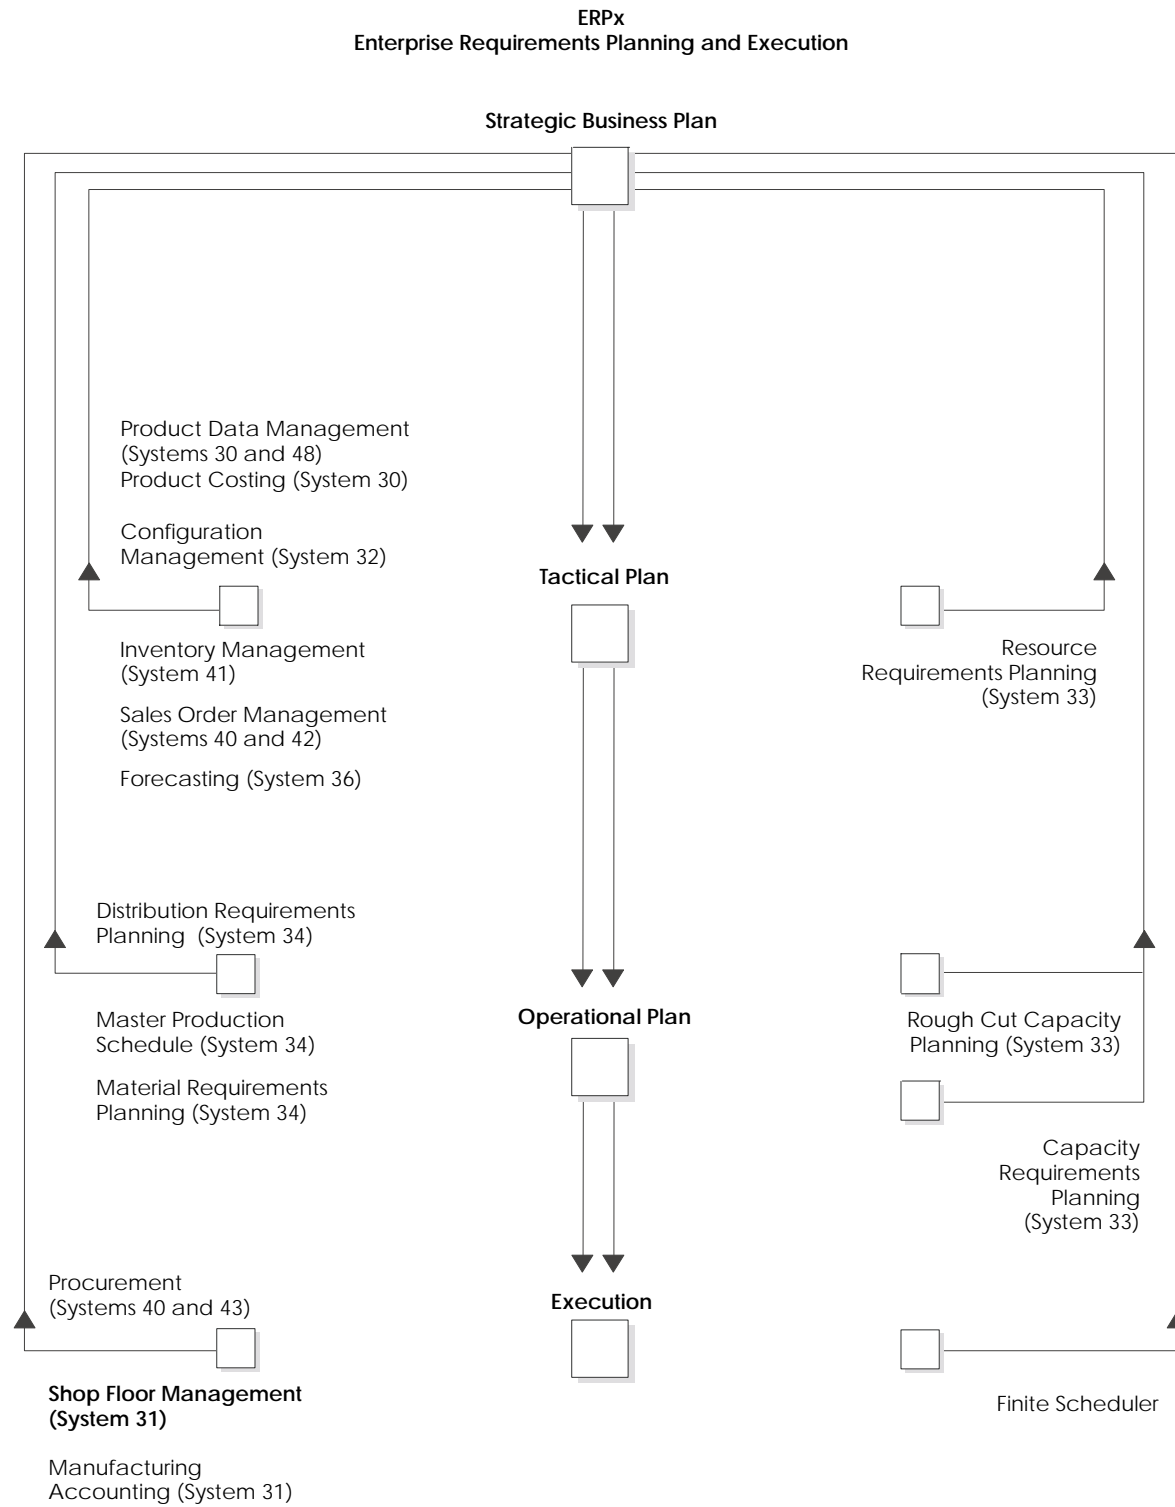 ERPx
Enterprise Requirements Planning and Execution
Strategic Business Plan
Product Data Management
(Systems 30 and 48)
Product Costing (System 30)
Configuration
Management (System 32)
Tactical Plan
Inventory Management
(System 41)
Sales Order Management
(Systems 40 and 42)
Forecasting (System 36)
Resource
Requirements Planning
(System 33)
Distribution Requirements
Planning (System 34)
Operational Plan
Master Production
Schedule (System 34)
Material Requirements
Planning (System 34)
Rough Cut Capacity
Planning (System 33)
Capacity
Requirements
Planning
(System 33)
Procurement
(Systems 40 and 43)
Execution
Shop Floor Management
(System 31)
Manufacturing
Accounting (System 31)
Finite Scheduler